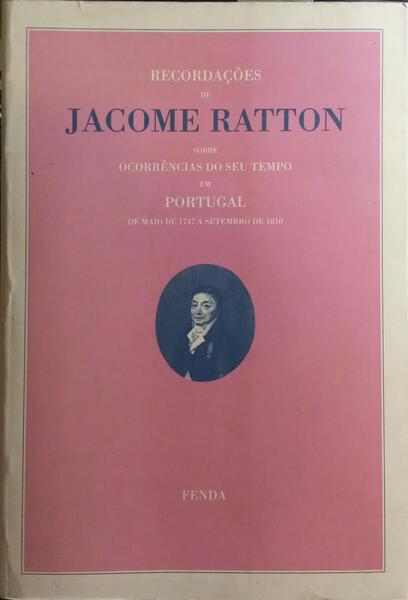 RECORDAÇÕES
DE
JACOME RATTON
SOBRE
OCORRÊNCIAS DO SEU TEMPO
EM
PORTUGAL
DE MAIO DE 1747 A SETEMBRO DE 1810
FENDA